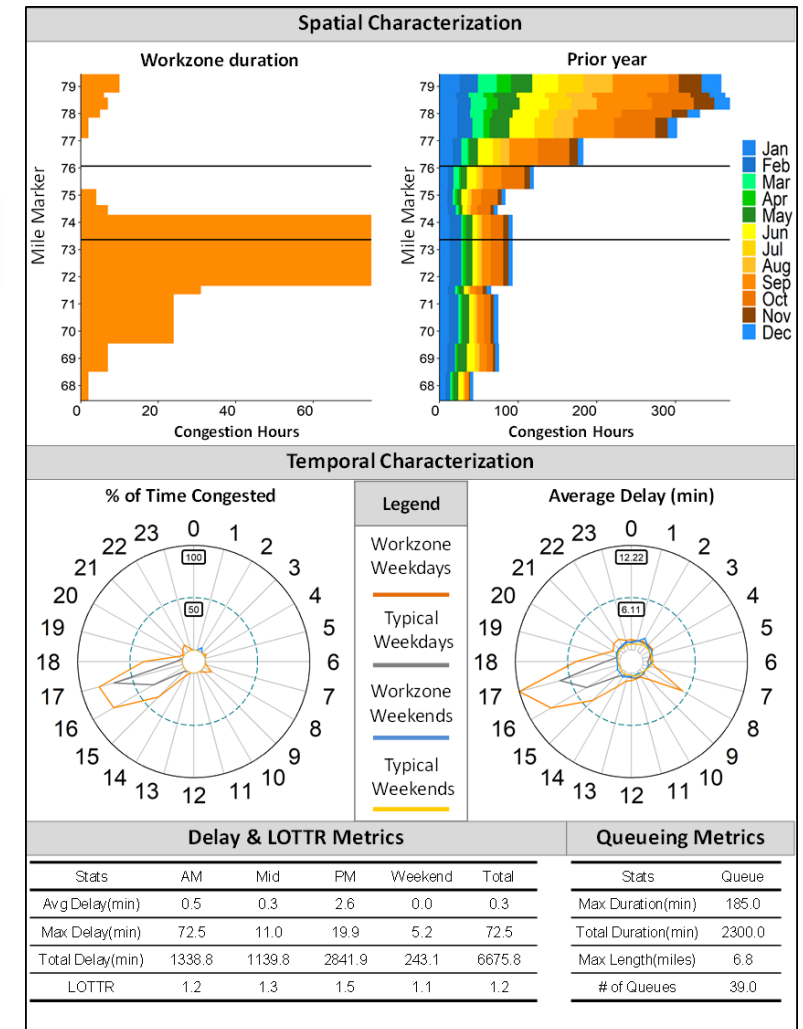 Spatial Characterization
Workzone duration
Prior year
79
78
77
76
75
74
73
72
71
70
69
68
Mile Marker
0 20 40 60
Congestion Hours
79
78
77
76
75
74
73
72
71
70
69
68
Mile Marker
0 100 200 300
Congestion Hours
Jan
Feb
Mar
Apr
May
Jun
Jul
Aug
Sep
Oct
Nov
Dec
Temporal Characterization
% of Time Congested
0
1
2
3
4
5
6
7
8
9
10
11
12
13
14
15
16
17
18
19
20
21
22
23
100
50
Legend
Workzone
Weekdays
Typical
Weekdays
Workzone
Weekends
Typical
Weekends
Average Delay (min)
0
1
2
3
4
5
6
7
8
9
10
11
12
13
14
15
16
17
18
19
20
21
22
23
12.22
6.11
Delay & LOTTR Metrics
Stats AM Mid PM Weekend Total
Avg Delay(min) 0.5 0.3 2.6 0.0 0.3
Max Delay(min) 72.5 11.0 19.9 5.2 72.5
Total Delay(min) 1338.8 1139.8 2841.9 243.1 6675.8
LOTTR 1.2 1.3 1.5 1.1 1.2
Queueing Metrics
Stats Queue
Max Duration(min) 185.0
Total Duration(min) 2300.0
Max Length(miles) 6.8
# of Queues 39.0